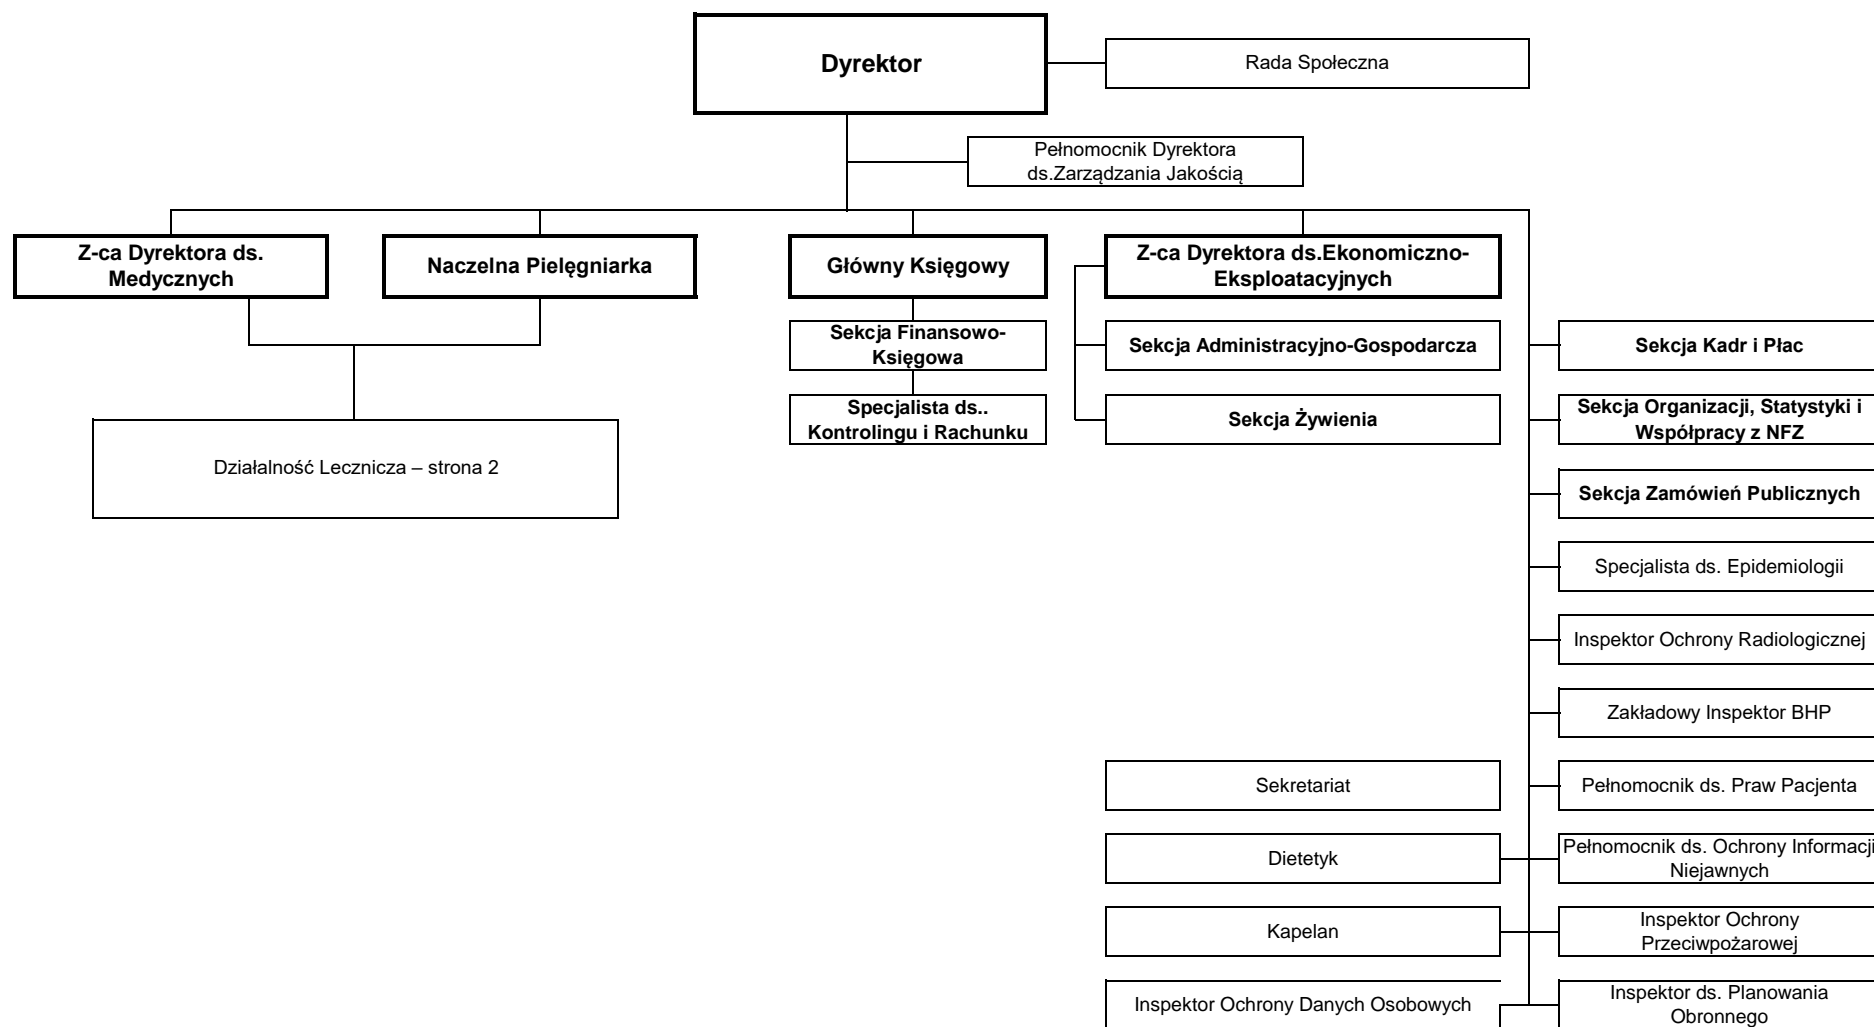 Dyrektor
Rada Społeczna
Pełnomocnik Dyrektora
ds.Zarządzania Jakością
Z-ca Dyrektora ds.
Medycznych
Naczelna Pielęgniarka
Główny Księgowy
Z-ca Dyrektora ds.Ekonomiczno-
Eksploatacyjnych
Sekcja Finansowo-
Księgowa
Sekcja Administracyjno-Gospodarcza
Sekcja Kadr i Płac
Specjalista ds..
Kontrolingu i Rachunku
Sekcja Żywienia
Sekcja Organizacji, Statystyki i
Współpracy z NFZ
Działalność Lecznicza – strona 2
Sekcja Zamówień Publicznych
Specjalista ds. Epidemiologii
Inspektor Ochrony Radiologicznej
Zakładowy Inspektor BHP
Sekretariat
Pełnomocnik ds. Praw Pacjenta
Dietetyk
Pełnomocnik ds. Ochrony Informacji
Niejawnych
Kapelan
Inspektor Ochrony
Przeciwpożarowej
Inspektor Ochrony Danych Osobowych
Inspektor ds. Planowania
Obronnego